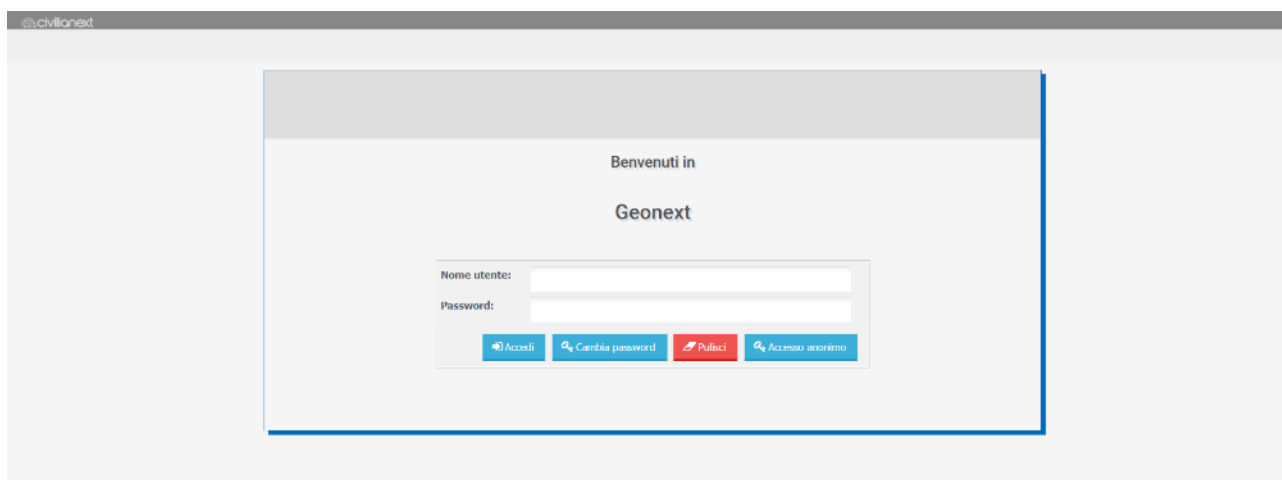 civilianext
Benvenuti in
Geonext
Nome utente:
Password:
Accedi Cambia password Pulisci Accesso anonimo